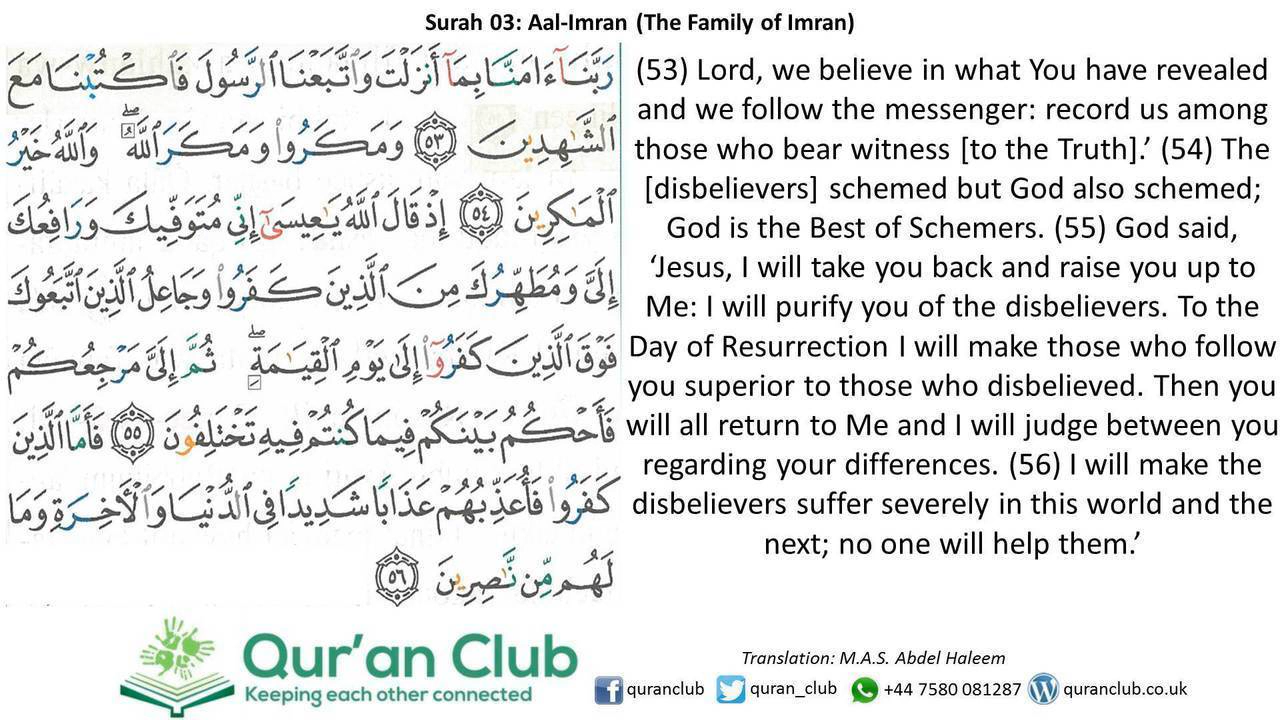 Surah 03: Aal-Imran (The Family of Imran)
رَبَّنَآ ءَامَنَّا بِمَآ أَنزَلْتَ وَٱتَّبَعْنَا ٱلرَّسُولَ فَٱكْتُبْنَا مَعَ
ٱلشَّٰهِدِينَ ٥٣ وَمَكَرُوا۟ وَمَكَرَ ٱللَّهُ ۖ وَٱللَّهُ خَيْرُ
ٱلْمَٰكِرِينَ ٥٤ إِذْ قَالَ ٱللَّهُ يَٰعِيسَىٰٓ إِنِّى مُتَوَفِّيكَ وَرَافِعُكَ
إِلَىَّ وَمُطَهِّرُكَ مِنَ ٱلَّذِينَ كَفَرُوا۟ وَجَاعِلُ ٱلَّذِينَ ٱتَّبَعُوكَ
فَوْقَ ٱلَّذِينَ كَفَرُوٓا۟ إِلَىٰ يَوْمِ ٱلْقِيَٰمَةِ ۖ ثُمَّ إِلَىَّ مَرْجِعُكُمْ
فَأَحْكُمُ بَيْنَكُمْ فِيمَا كُنتُمْ فِيهِ تَخْتَلِفُونَ ٥٥ فَأَمَّا ٱلَّذِينَ
كَفَرُوا۟ فَأُعَذِّبُهُمْ عَذَابًا شَدِيدًا فِى ٱلدُّنْيَا وَٱلْءَاخِرَةِ وَمَا
لَهُم مِّن نَّٰصِرِينَ ٥٦
(53) Lord, we believe in what You have revealed
and we follow the messenger: record us among
those who bear witness [to the Truth].’ (54) The
[disbelievers] schemed but God also schemed;
God is the Best of Schemers. (55) God said,
‘Jesus, I will take you back and raise you up to
Me: I will purify you of the disbelievers. To the
Day of Resurrection I will make those who follow
you superior to those who disbelieved. Then you
will all return to Me and I will judge between you
regarding your differences. (56) I will make the
disbelievers suffer severely in this world and the
next; no one will help them.’
Qur’an Club
Keeping each other connected
Translation: M.A.S. Abdel Haleem
quranclub quran_club +44 7580 081287 quranclub.co.uk